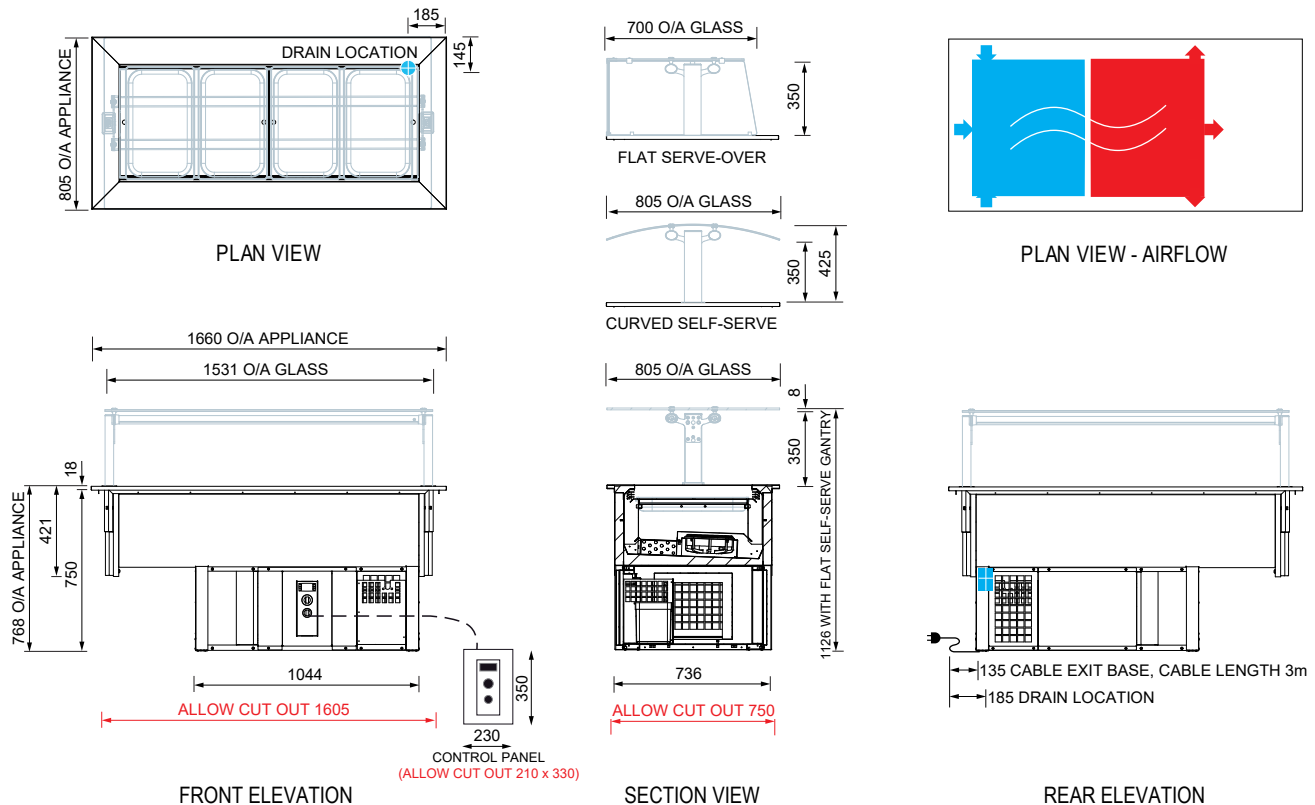 185
DRAIN LOCATION
145
805 O/A APPLIANCE
PLAN VIEW
700 O/A GLASS
350
FLAT SERVE-OVER
805 O/A GLASS
350
425
CURVED SELF-SERVE
PLAN VIEW - AIRFLOW
1660 O/A APPLIANCE
1531 O/A GLASS
18
768 O/A APPLIANCE
421
750
1044
ALLOW CUT OUT 1605
350
230
CONTROL PANEL
(ALLOW CUT OUT 210 x 330)
FRONT ELEVATION
805 O/A GLASS
8
350
1126 WITH FLAT SELF-SERVE GANTRY
736
ALLOW CUT OUT 750
SECTION VIEW
135 CABLE EXIT BASE, CABLE LENGTH 3m
185 DRAIN LOCATION
REAR ELEVATION